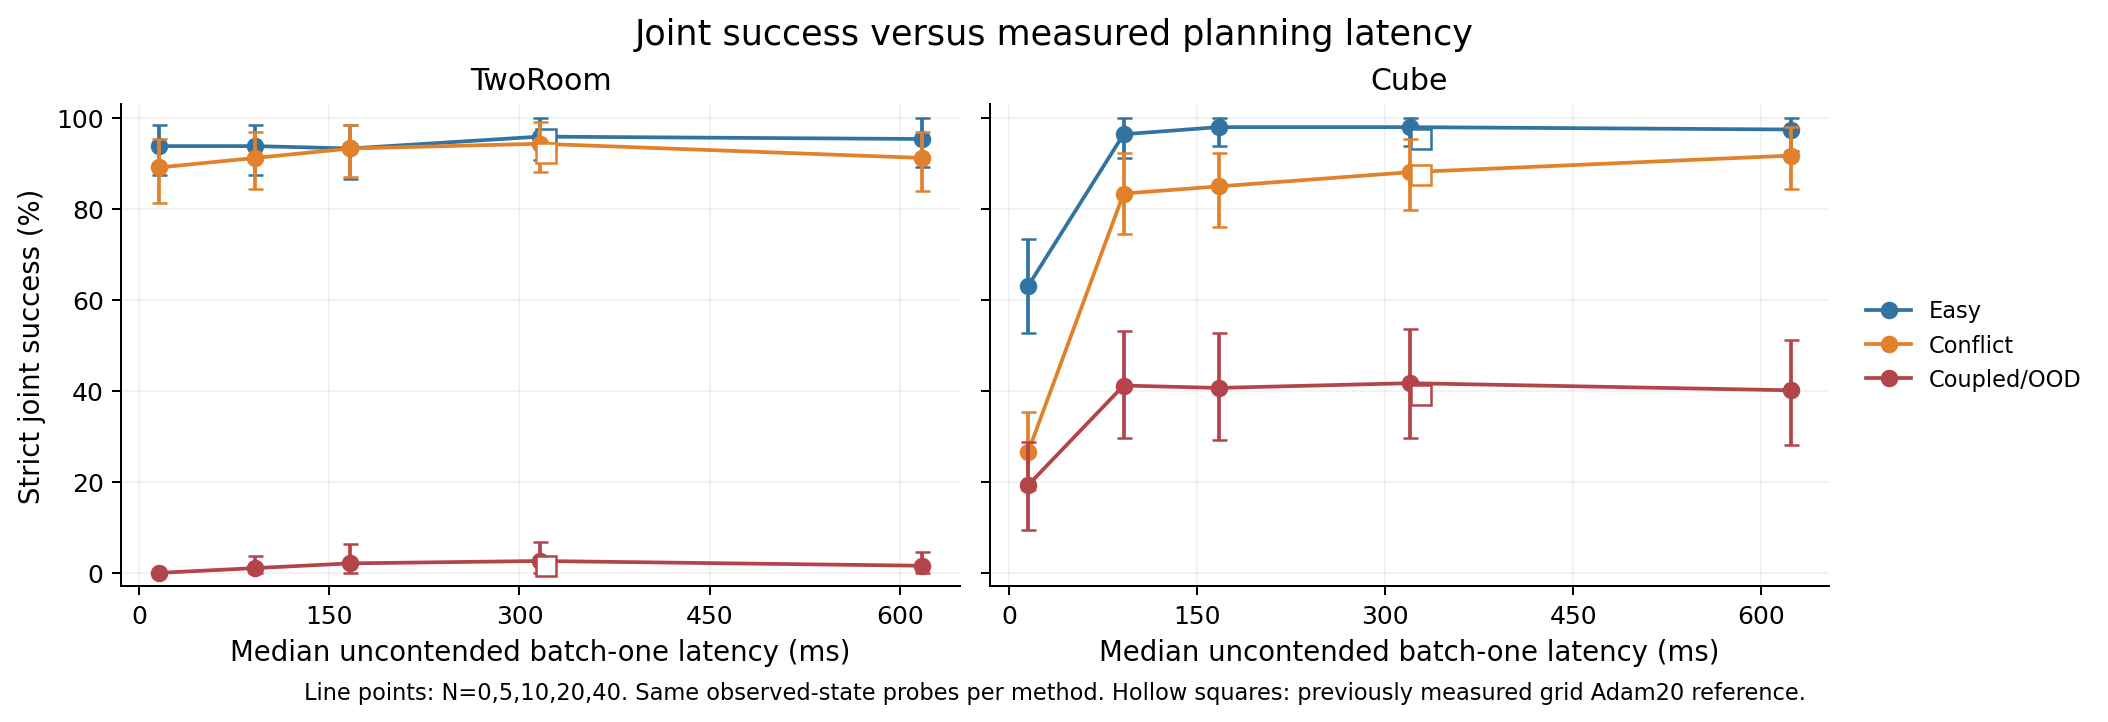 Joint success versus measured planning latency
TwoRoom
Cube
Strict joint success (%)
100
80
60
40
20
0
0 150 300 450 600
0 150 300 450 600
Median uncontended batch-one latency (ms)
Median uncontended batch-one latency (ms)
Easy
Conflict
Coupled/OOD
Line points: N=0,5,10,20,40. Same observed-state probes per method. Hollow squares: previously measured grid Adam20 reference.